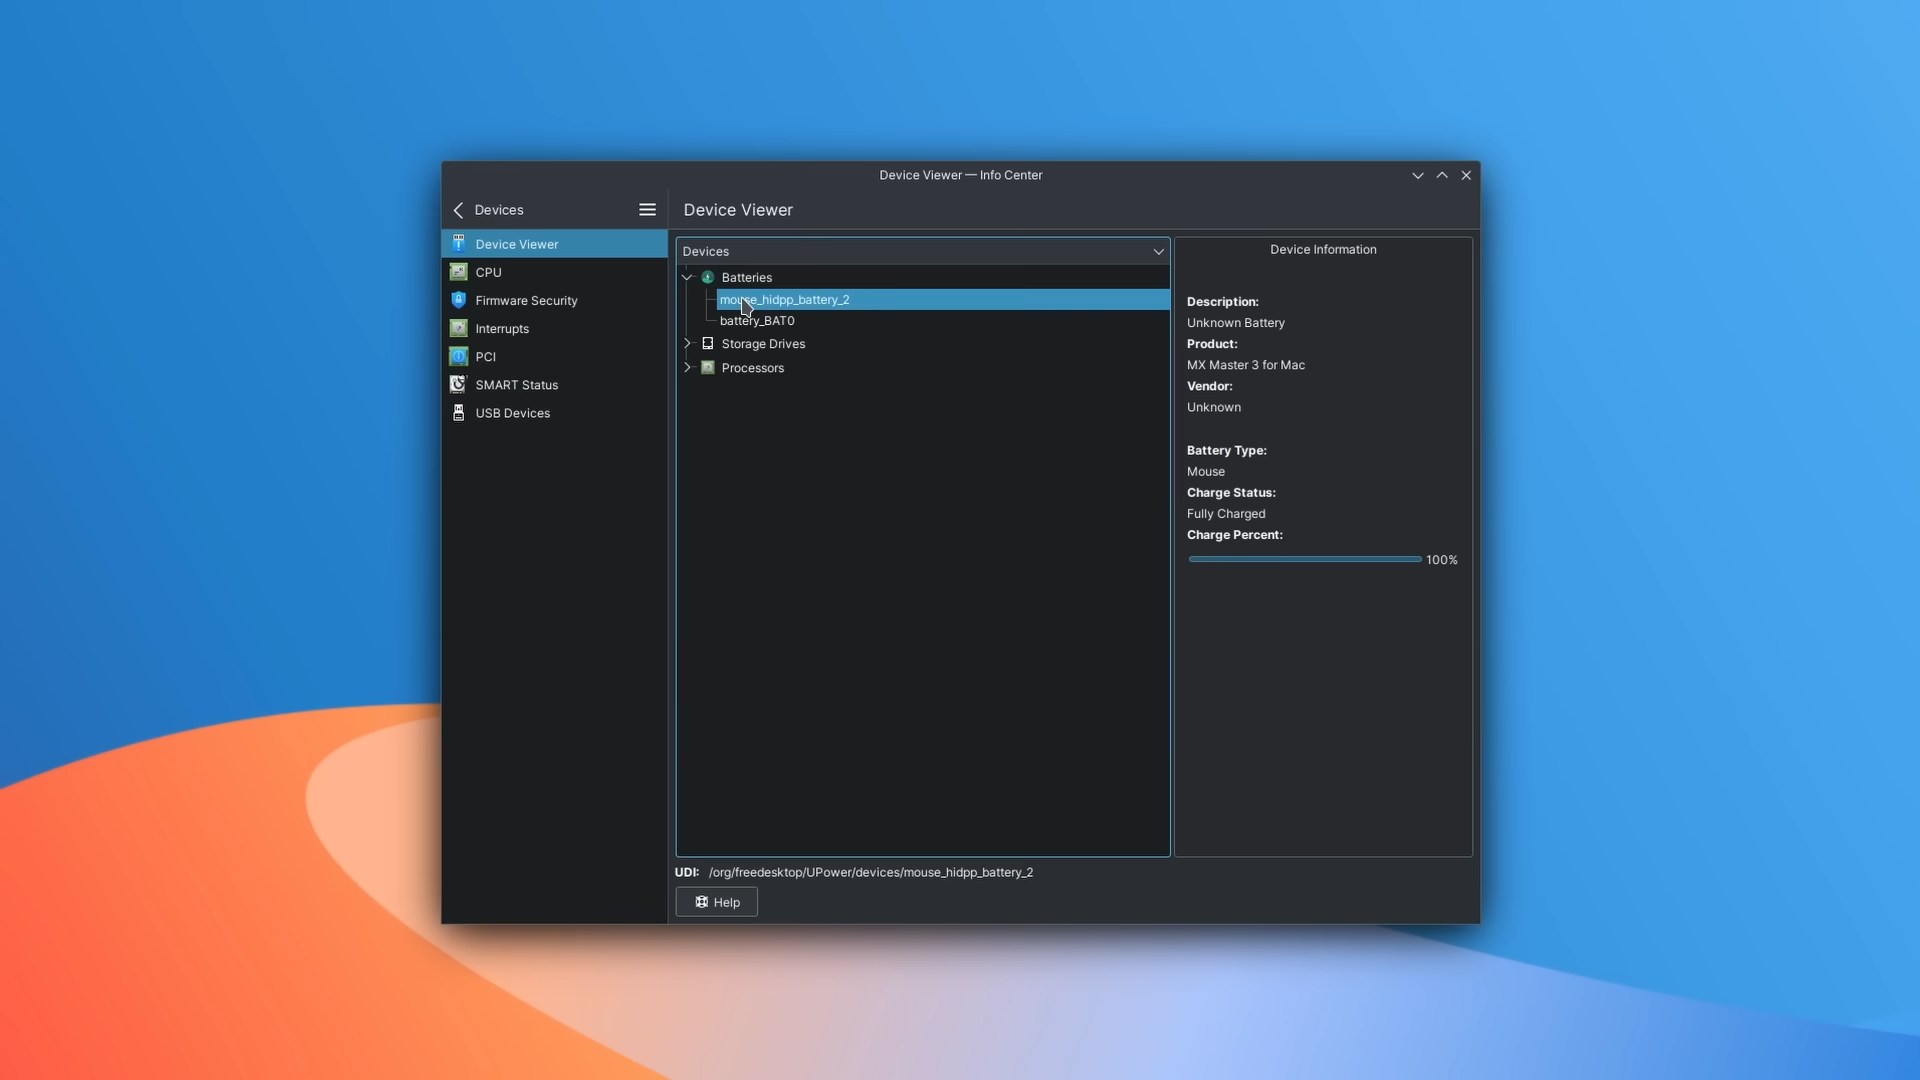 Device Viewer — Info Center
Devices
Device Viewer
Device Viewer
CPU
Firmware Security
Interrupts
PCI
SMART Status
USB Devices
Devices
Batteries
mouse_hidpp_battery_2
battery_BAT0
Storage Drives
Processors
Device Information
Description:
Unknown Battery
Product:
MX Master 3 for Mac
Vendor:
Unknown
Battery Type:
Mouse
Charge Status:
Fully Charged
Charge Percent:
100%
UDI: /org/freedesktop/UPower/devices/mouse_hidpp_battery_2
Help